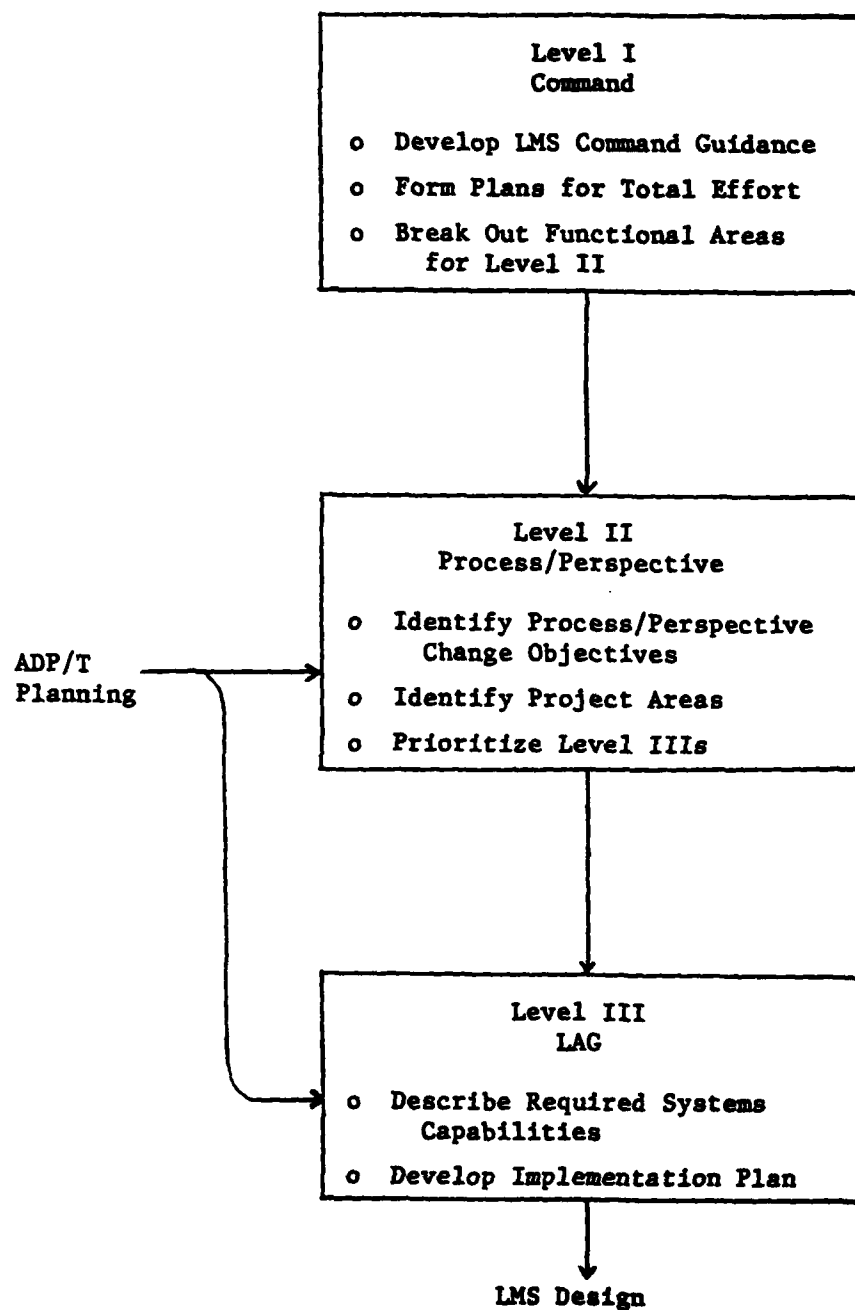 Level I
Command
o Develop LMS Command Guidance
o Form Plans for Total Effort
o Break Out Functional Areas
for Level II
Level II
Process/Perspective
o Identify Process/Perspective
Change Objectives
o Identify Project Areas
o Prioritize Level IIIs
ADP/T
Planning
Level III
LAG
o Describe Required Systems
Capabilities
o Develop Implementation Plan
LMS Design